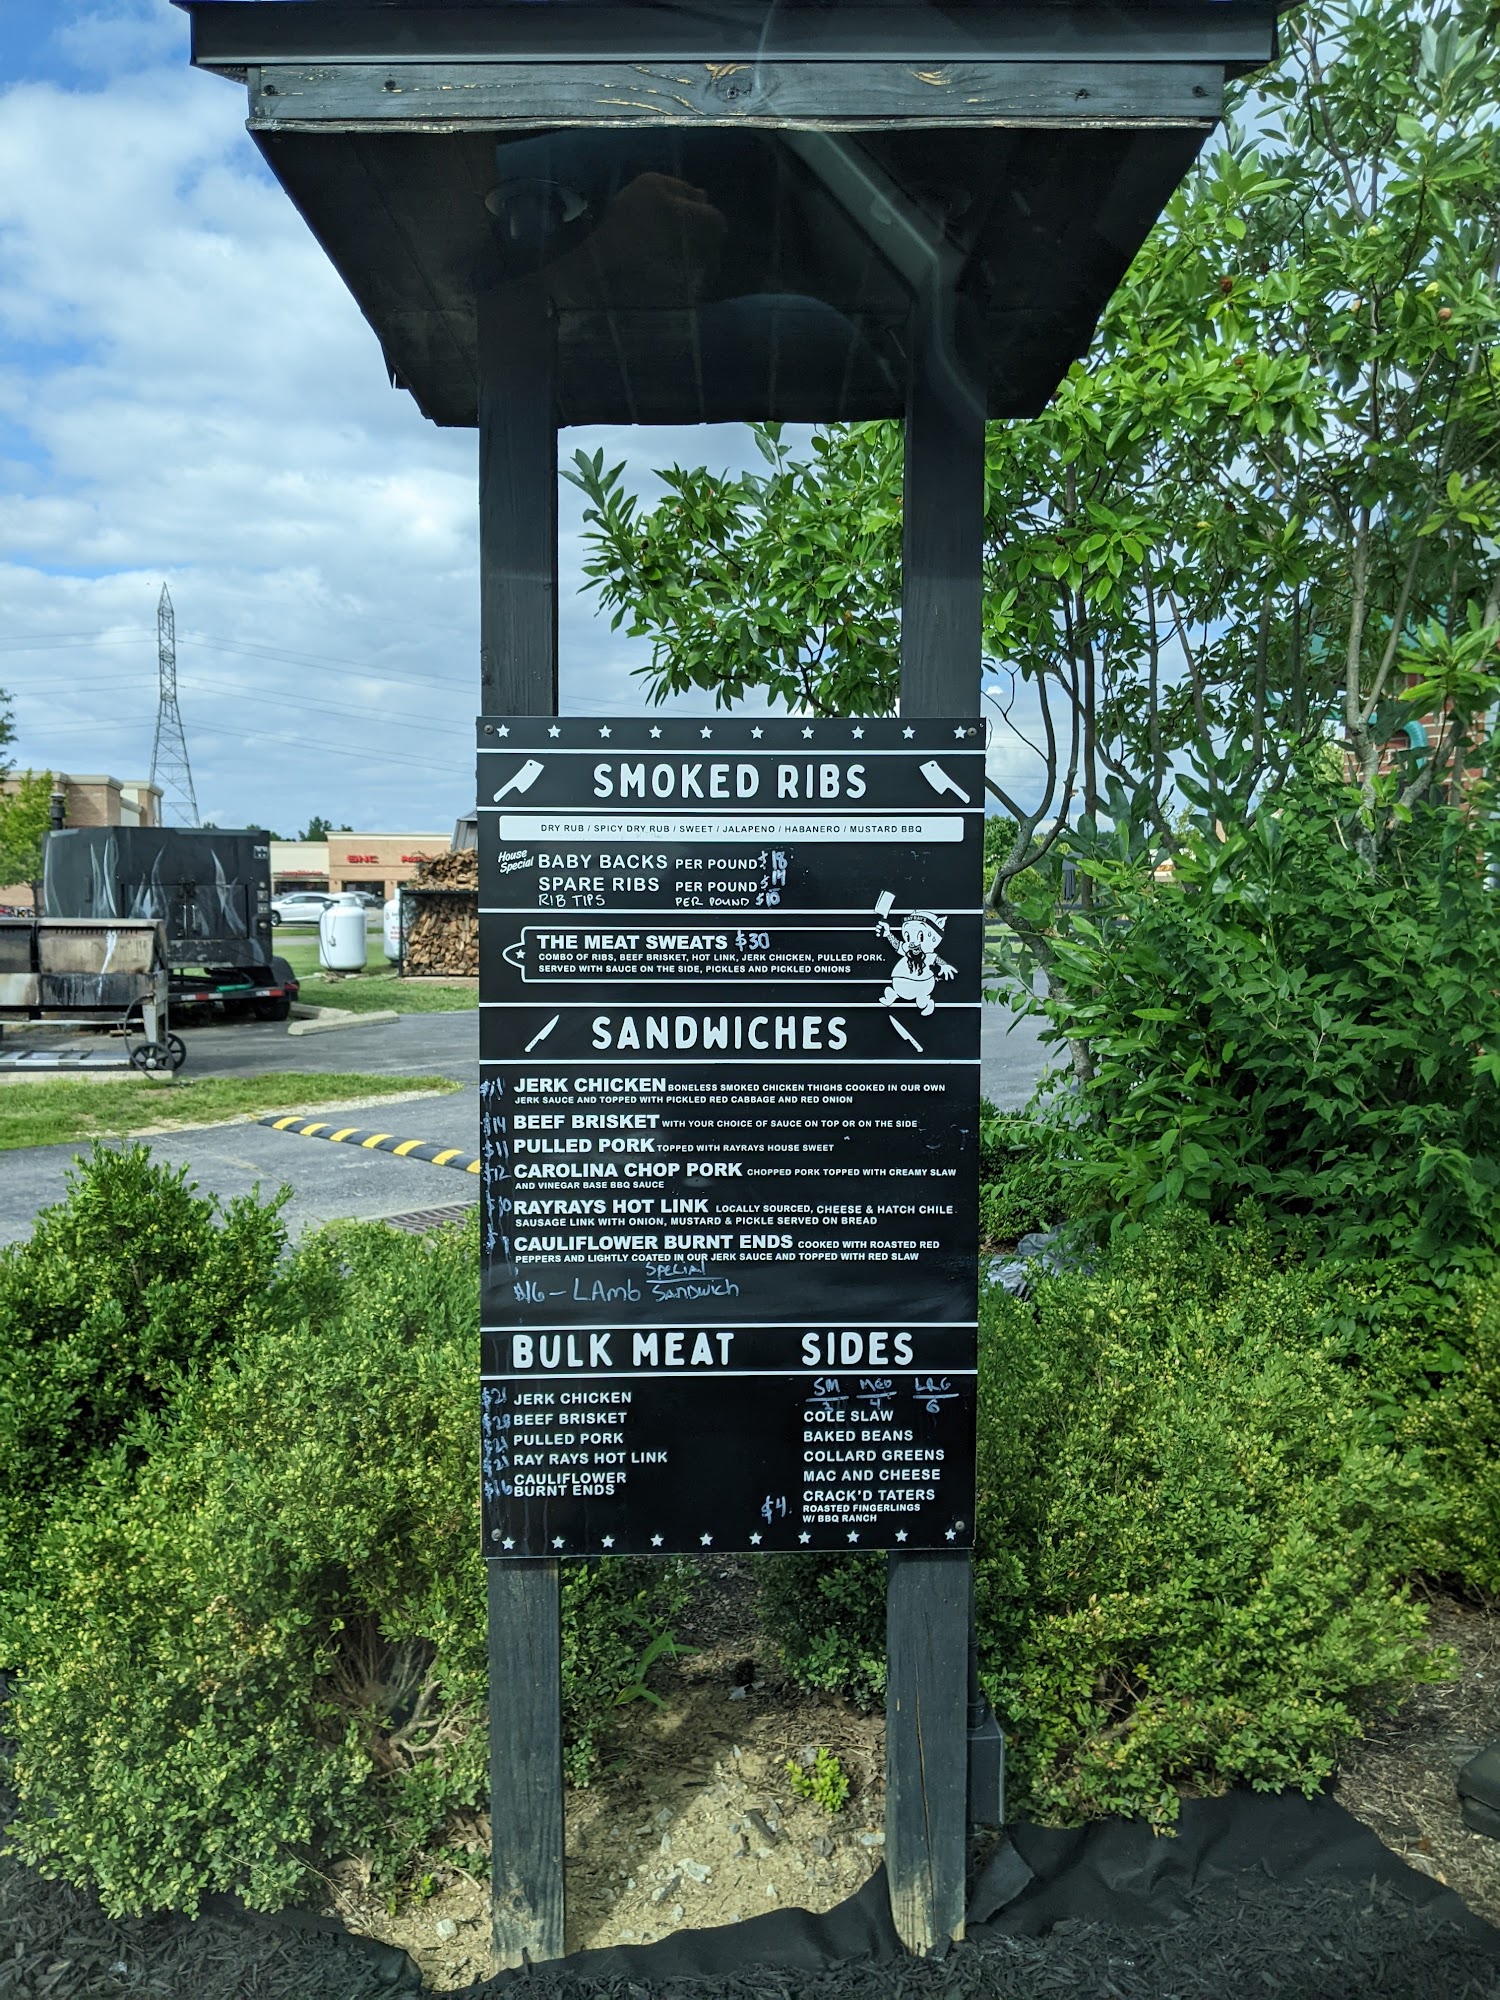 SMOKED RIBS
DRY RUB / SPICY DRY RUB / SWEET / JALAPENO / HABANERO / MUSTARD BBQ
House Special BABY BACKS PER POUND $18
SPARE RIBS PER POUND
RIB TIPS PER POUND $10
THE MEAT SWEATS $30
COMBO OF RIBS, BEEF BRISKET, HOT LINK, JERK CHICKEN, PULLED PORK.
SERVED WITH SAUCE ON THE SIDE, PICKLES AND PICKLED ONIONS
SANDWICHES
$11 JERK CHICKEN BONELESS SMOKED CHICKEN THIGHS COOKED IN OUR OWN
JERK SAUCE AND TOPPED WITH PICKLED RED CABBAGE AND RED ONION
$14 BEEF BRISKET WITH YOUR CHOICE OF SAUCE ON TOP OR ON THE SIDE
$11 PULLED PORK TOPPED WITH RAYRAYS HOUSE SWEET
$12 CAROLINA CHOP PORK CHOPPED PORK TOPPED WITH CREAMY SLAW
AND VINEGAR BASE BBQ SAUCE
RAYRAYS HOT LINK LOCALLY SOURCED, CHEESE & HATCH CHILE
SAUSAGE LINK WITH ONION, MUSTARD & PICKLE SERVED ON BREAD
CAULIFLOWER BURNT ENDS COOKED WITH ROASTED RED
PEPPERS AND LIGHTLY COATED IN OUR JERK SAUCE AND TOPPED WITH RED SLAW
SPECIAL
$16 - LAmb SANDwich
BULK MEAT SIDES
SM MED LRG
3 4 6
$21 JERK CHICKEN
$28 BEEF BRISKET
$21 PULLED PORK
$21 RAY RAYS HOT LINK
$16 CAULIFLOWER
BURNT ENDS
COLE SLAW
BAKED BEANS
COLLARD GREENS
MAC AND CHEESE
$4 CRACK'D TATERS
ROASTED FINGERLINGS
W/ BBQ RANCH
GNC